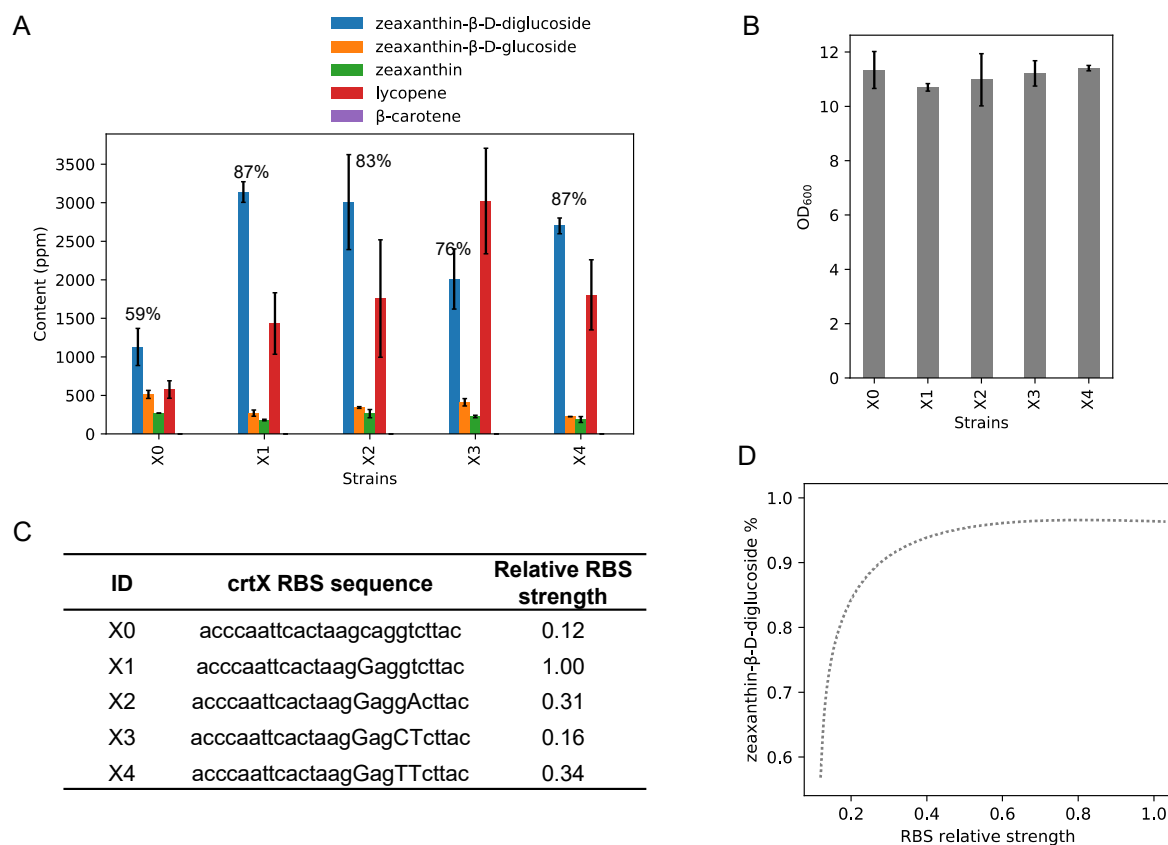 A
zeaxanthin-β-D-diglucoside
zeaxanthin-β-D-glucoside
zeaxanthin
lycopene
β-carotene
3500
3000
2500
2000
1500
1000
500
0
Content (ppm)
59%
87%
83%
76%
87%
X0
X1
X2
X3
X4
Strains
B
12
10
8
6
4
2
0
OD600
X0
X1
X2
X3
X4
Strains
C
ID crtX RBS sequence Relative RBS
strength
X0 acccaattcactaagcaggtcttac 0.12
X1 acccaattcactaagGaggtcttac 1.00
X2 acccaattcactaagGaggActtac 0.31
X3 acccaattcactaagGagCTcttac 0.16
X4 acccaattcactaagGagTTcttac 0.34
D
1.0
0.9
0.8
0.7
0.6
zeaxanthin-β-D-diglucoside %
0.2
0.4
0.6
0.8
1.0
RBS relative strength